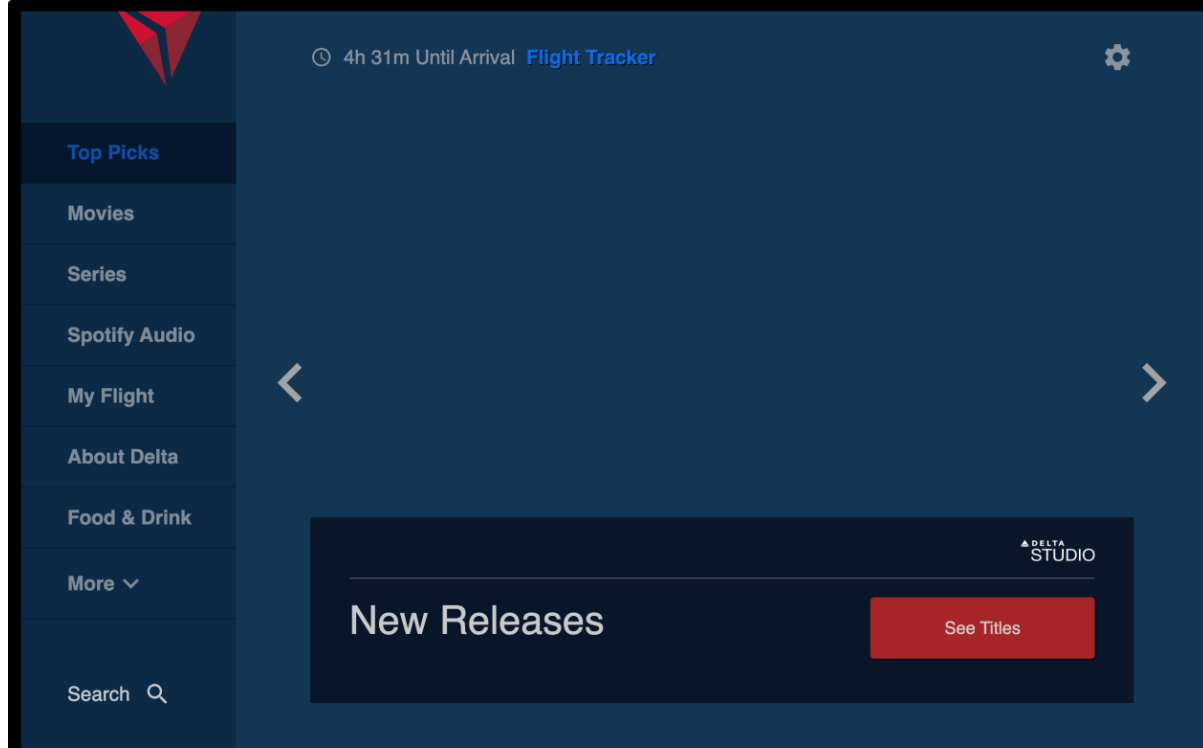 4h 31m Until Arrival Flight Tracker
Top Picks
Movies
Series
Spotify Audio
My Flight
About Delta
Food & Drink
More
Search
DELTA
STUDIO
New Releases
See Titles